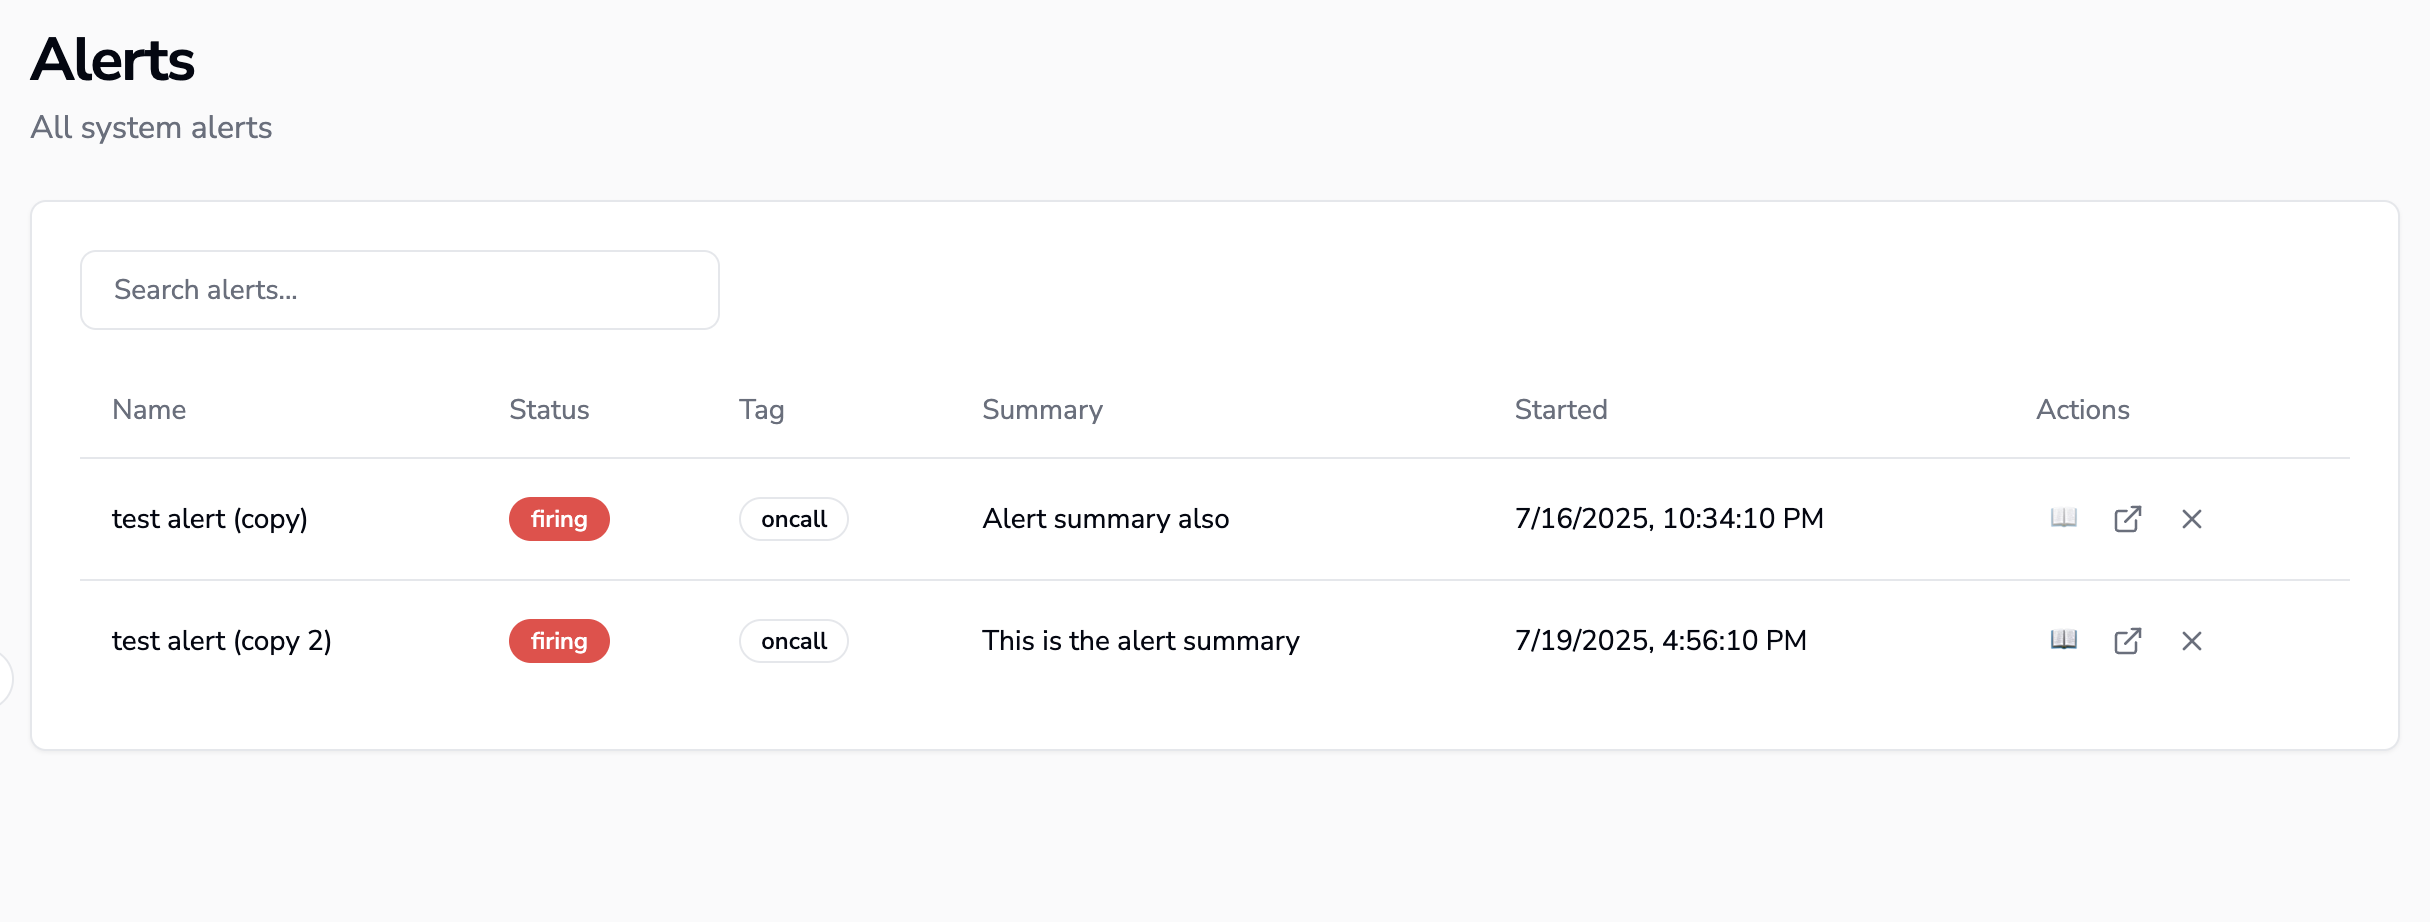 Alerts
All system alerts
Search alerts...
Name Status Tag Summary Started Actions
test alert (copy) firing oncall Alert summary also 7/16/2025, 10:34:10 PM
test alert (copy 2) firing oncall This is the alert summary 7/19/2025, 4:56:10 PM